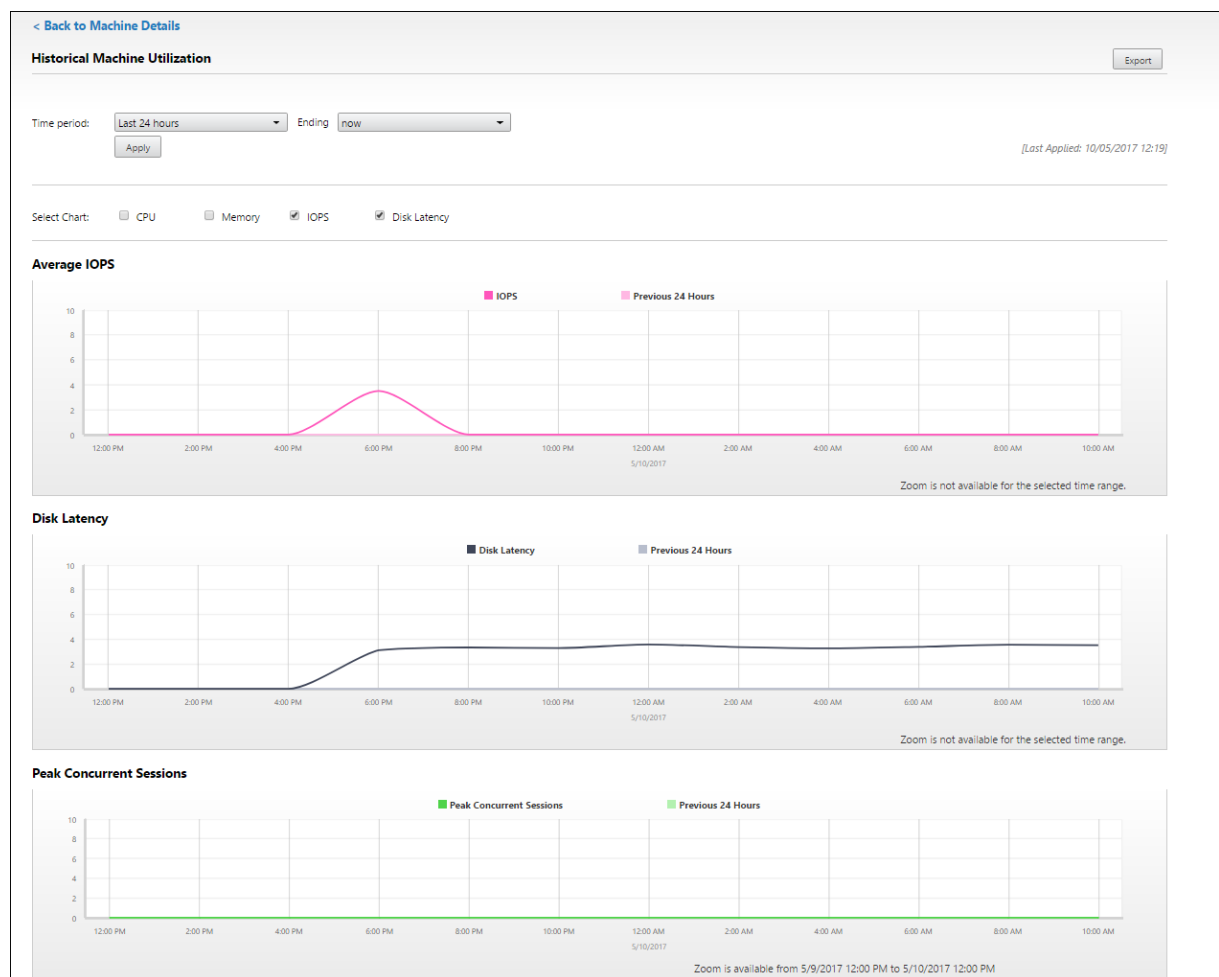 < Back to Machine Details
Historical Machine Utilization
Export
Time period: Last 24 hours Ending now
Apply
[Last Applied: 10/05/2017 12:19]
Select Chart: CPU Memory IOPS Disk Latency
Average IOPS
IOPS Previous 24 Hours
10
8
6
4
2
0
12:00 PM 2:00 PM 4:00 PM 6:00 PM 8:00 PM 10:00 PM 12:00 AM 2:00 AM 4:00 AM 6:00 AM 8:00 AM 10:00 AM
5/10/2017
Zoom is not available for the selected time range.
Disk Latency
Disk Latency Previous 24 Hours
10
8
6
4
2
0
12:00 PM 2:00 PM 4:00 PM 6:00 PM 8:00 PM 10:00 PM 12:00 AM 2:00 AM 4:00 AM 6:00 AM 8:00 AM 10:00 AM
5/10/2017
Zoom is not available for the selected time range.
Peak Concurrent Sessions
Peak Concurrent Sessions Previous 24 Hours
10
8
6
4
2
0
12:00 PM 2:00 PM 4:00 PM 6:00 PM 8:00 PM 10:00 PM 12:00 AM 2:00 AM 4:00 AM 6:00 AM 8:00 AM 10:00 AM
5/10/2017
Zoom is available from 5/9/2017 12:00 PM to 5/10/2017 12:00 PM